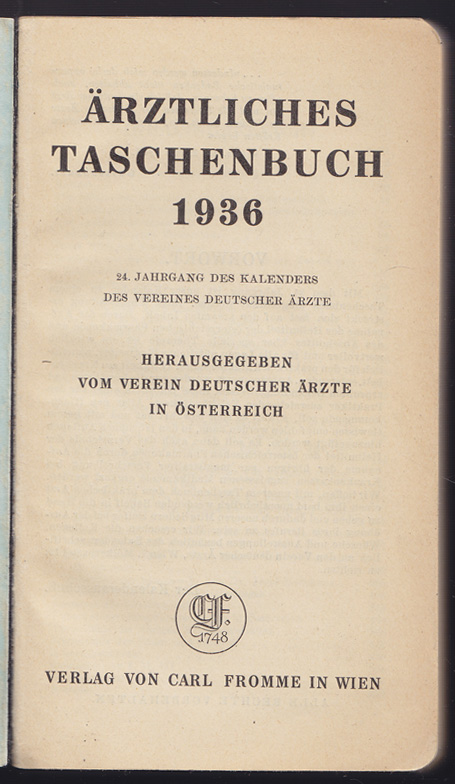 ÄRZTLICHES
TASCHENBUCH
1936
24. JAHRGANG DES KALENDERS
DES VEREINES DEUTSCHER ÄRZTE
HERAUSGEGEBEN
VOM VEREIN DEUTSCHER ÄRZTE
IN ÖSTERREICH
CF.
1748
VERLAG VON CARL FROMME IN WIEN